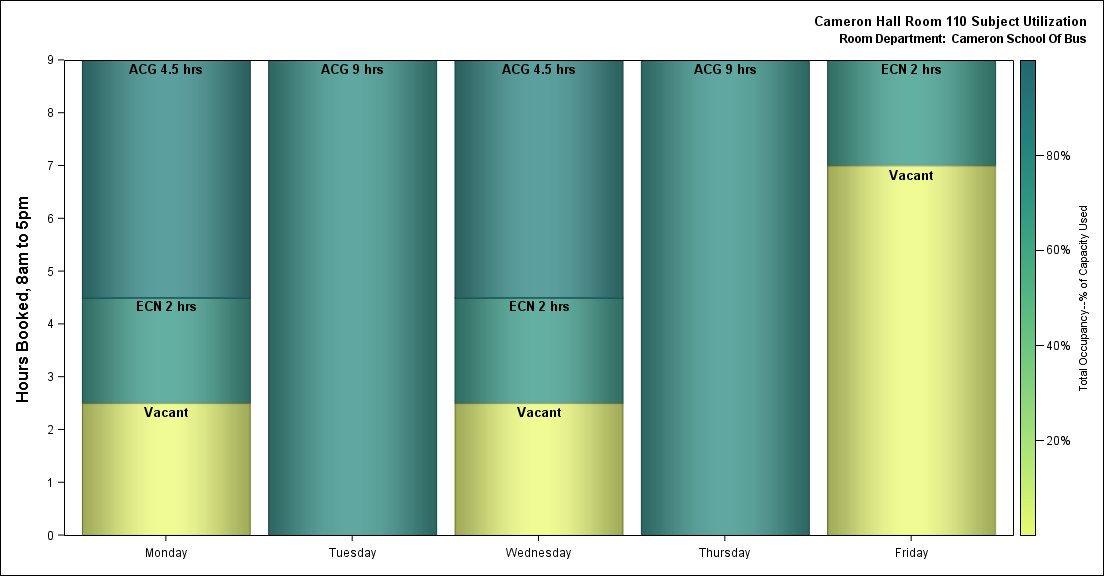 Cameron Hall Room 110 Subject Utilization
Room Department: Cameron School Of Bus
Hours Booked, 8am to 5pm
9
8
7
6
5
4
3
2
1
0
ACG 4.5 hrs
ECN 2 hrs
Vacant
ACG 9 hrs
ACG 4.5 hrs
ECN 2 hrs
Vacant
ACG 9 hrs
ECN 2 hrs
Vacant
Monday
Tuesday
Wednesday
Thursday
Friday
80%
60%
40%
20%
Total Occupancy--% of Capacity Used